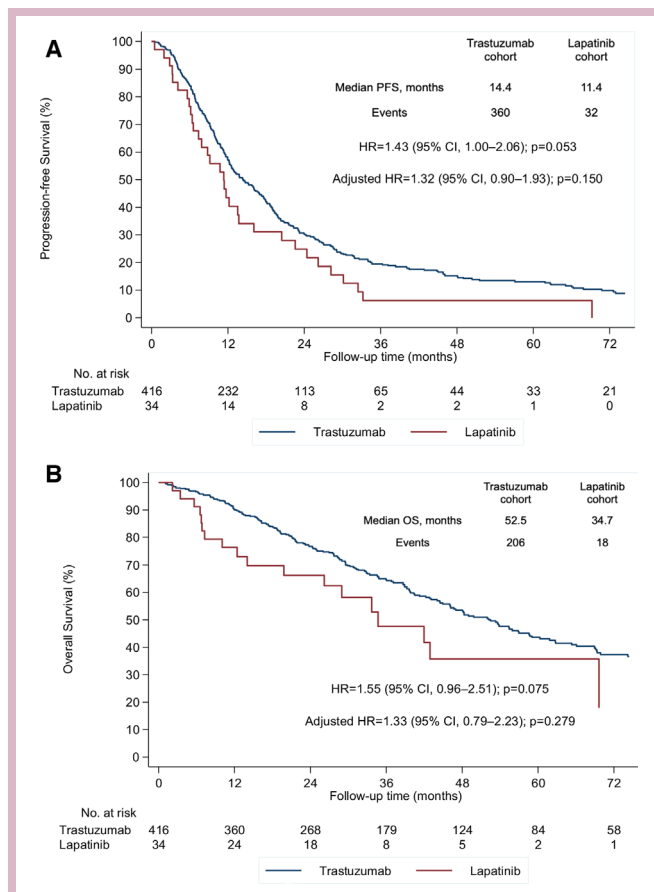 A
Trastuzumab cohort Lapatinib cohort
Median PFS, months 14.4 11.4
Events 360 32
HR=1.43 (95% CI, 1.00–2.06); p=0.053
Adjusted HR=1.32 (95% CI, 0.90–1.93); p=0.150
Progression-free Survival (%)
100
90
80
70
60
50
40
30
20
10
0
0 12 24 36 48 60 72
Follow-up time (months)
No. at risk
Trastuzumab 416 232 113 65 44 33 21
Lapatinib 34 14 8 2 2 1 0
Trastuzumab Lapatinib
B
Trastuzumab cohort Lapatinib cohort
Median OS, months 52.5 34.7
Events 206 18
HR=1.55 (95% CI, 0.96–2.51); p=0.075
Adjusted HR=1.33 (95% CI, 0.79–2.23); p=0.279
Overall Survival (%)
100
90
80
70
60
50
40
30
20
10
0
0 12 24 36 48 60 72
Follow-up time (months)
No. at risk
Trastuzumab 416 360 268 179 124 84 58
Lapatinib 34 24 18 8 5 2 1
Trastuzumab Lapatinib